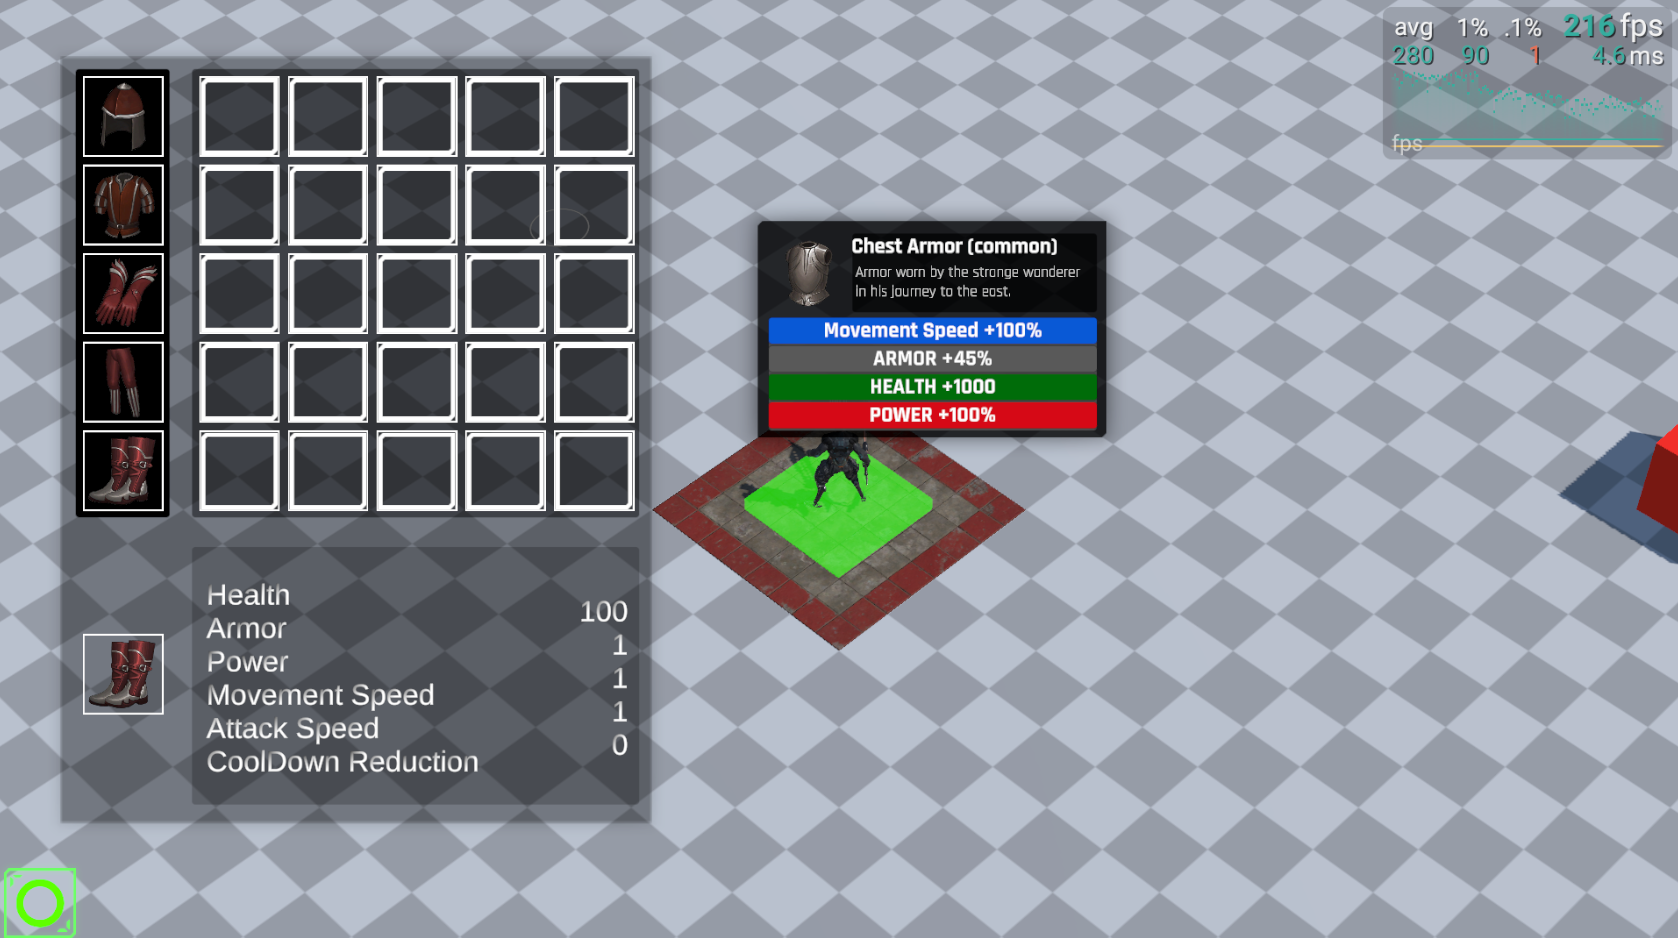 avg 1% .1% 216 fps
280 90 1 4.6 ms
fps
Chest Armor (common)
Armor worn by the strange wanderer
In his journey to the east.
Movement Speed +100%
ARMOR +45%
HEALTH +1000
POWER +100%
Health
100
Armor
1
Power
1
Movement Speed
1
Attack Speed
0
CoolDown Reduction